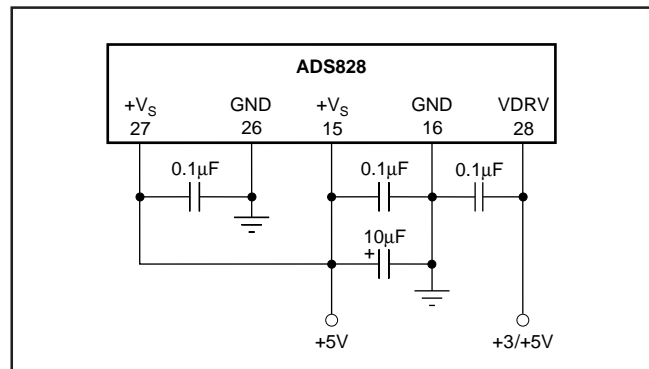 ADS828
+VS GND +VS GND VDRV
27 26 15 16 28
0.1µF 0.1µF 0.1µF
10µF
+
+5V +3/+5V